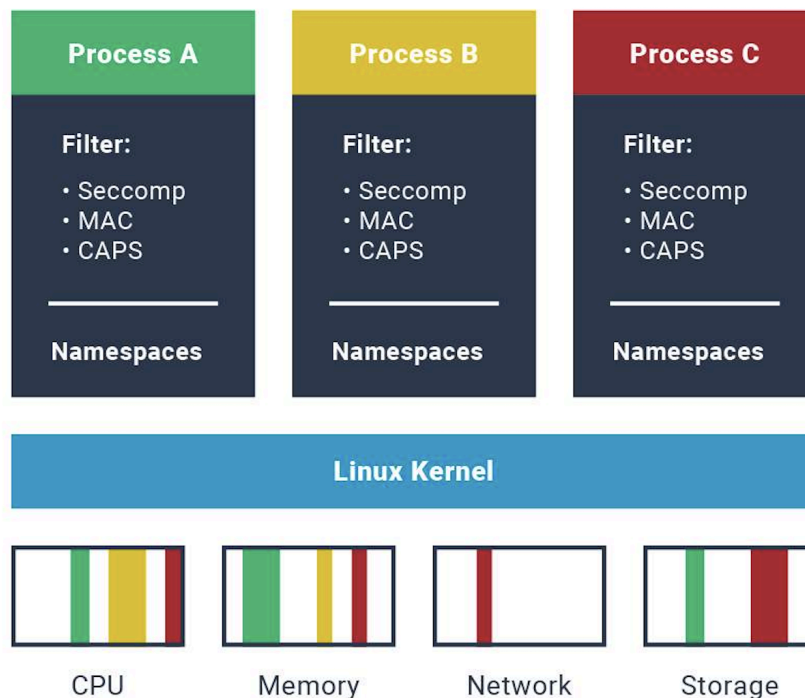 Process A
Process B
Process C
Filter:
• Seccomp
• MAC
• CAPS
Namespaces
Filter:
• Seccomp
• MAC
• CAPS
Namespaces
Filter:
• Seccomp
• MAC
• CAPS
Namespaces
Linux Kernel
CPU
Memory
Network
Storage